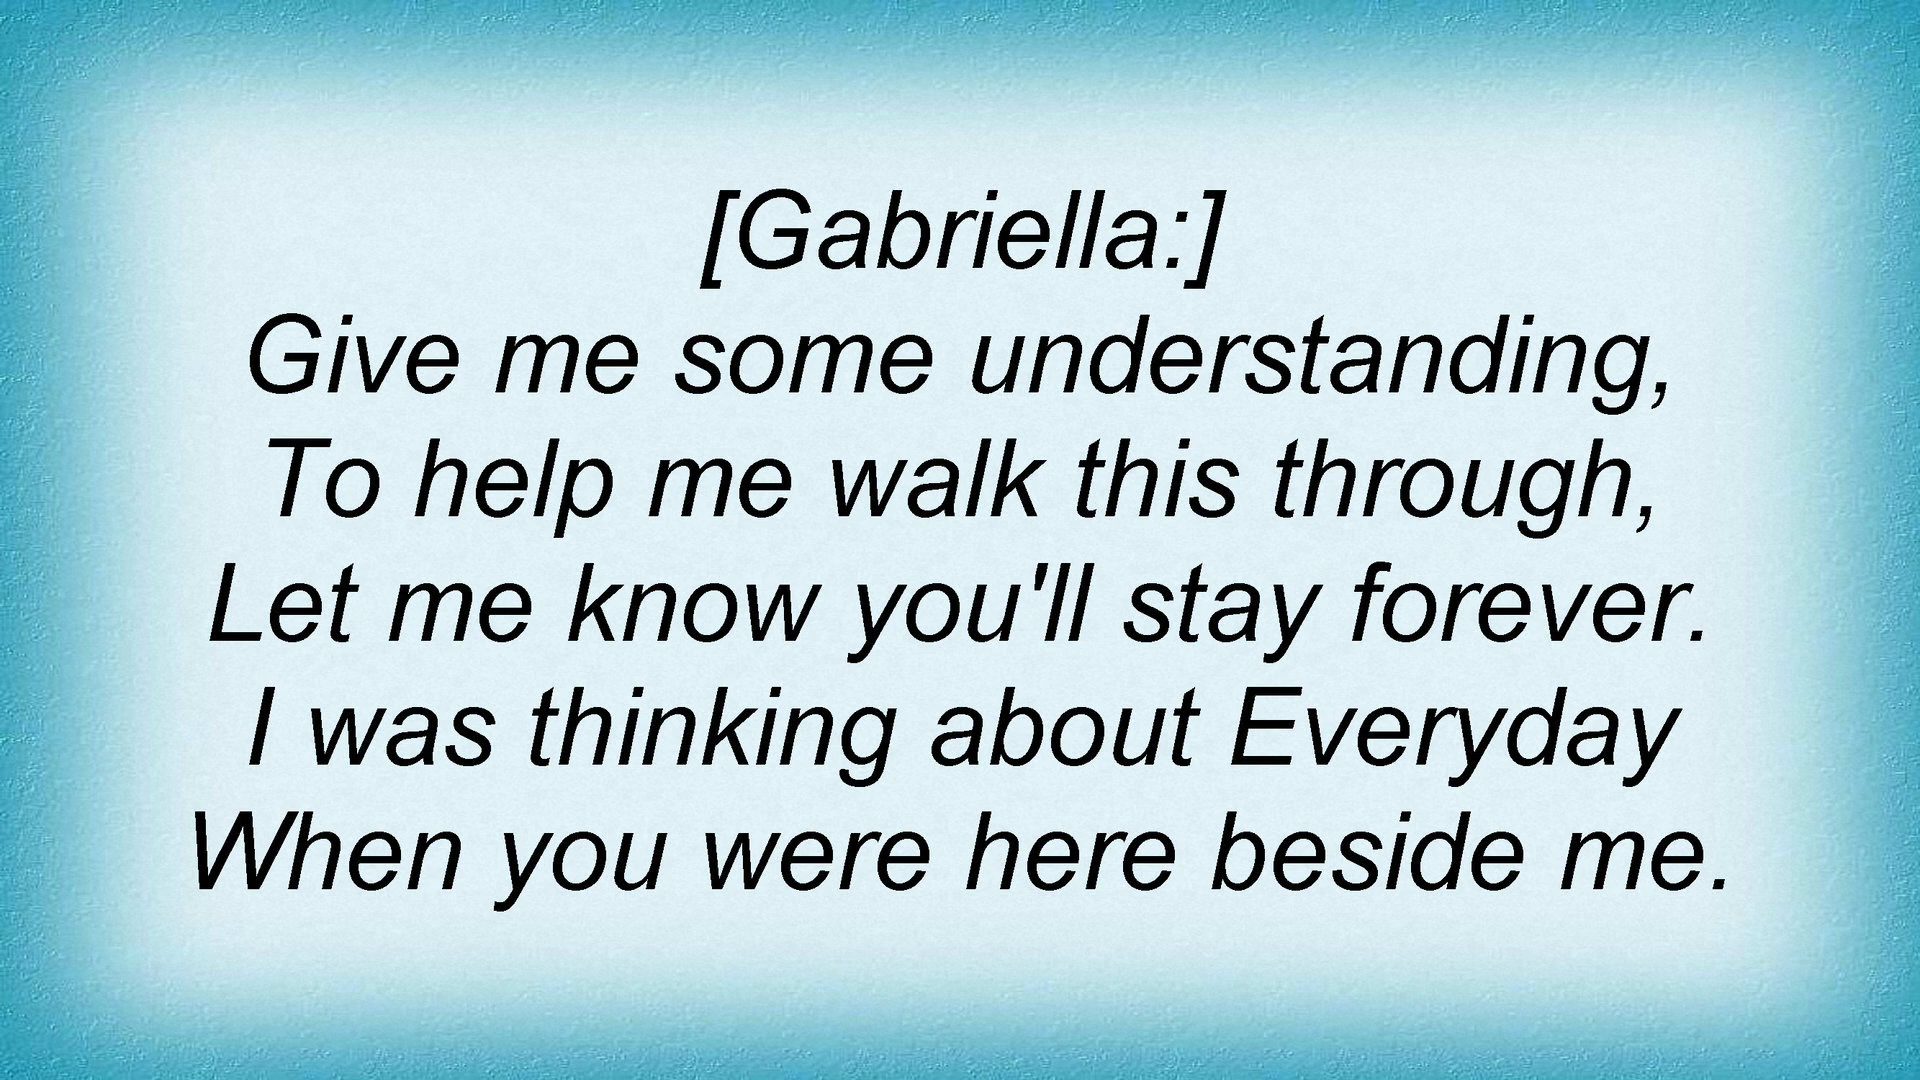 [Gabriella:]
Give me some understanding,
To help me walk this through,
Let me know you'll stay forever.
I was thinking about Everyday
When you were here beside me.